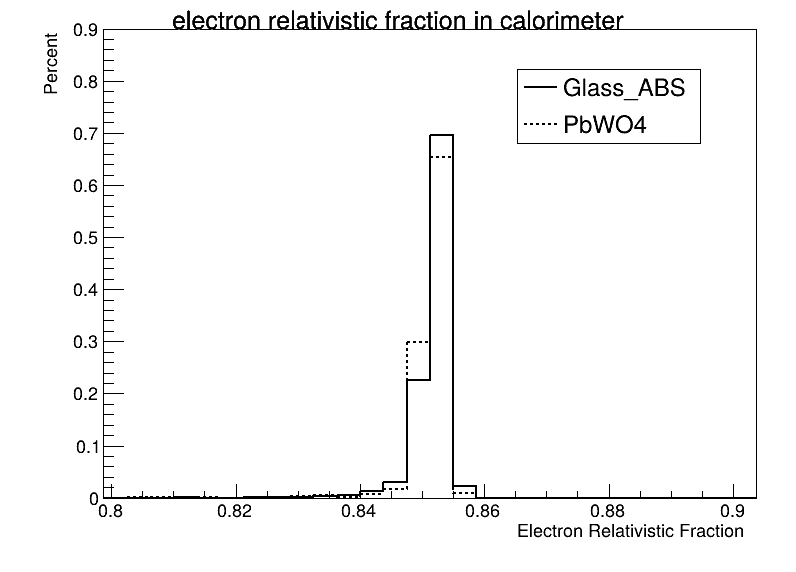 electron relativistic fraction in calorimeter
Percent
0.9
0.8
0.7
0.6
0.5
0.4
0.3
0.2
0.1
0
Glass_ABS
PbWO4
0.8 0.82 0.84 0.86 0.88 0.9
Electron Relativistic Fraction